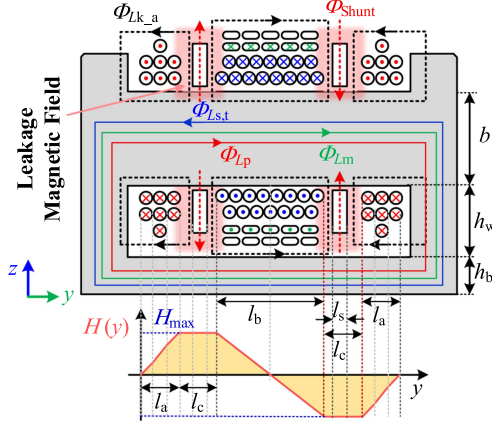 Φ_Lk_a
Φ_Shunt
Leakage
Magnetic Field
Φ_Ls,t
Φ_Lp
Φ_Lm
b
h_w
h_b
z
y
l_b
l_s
l_a
l_c
H(y)
H_max
l_a
l_c
y